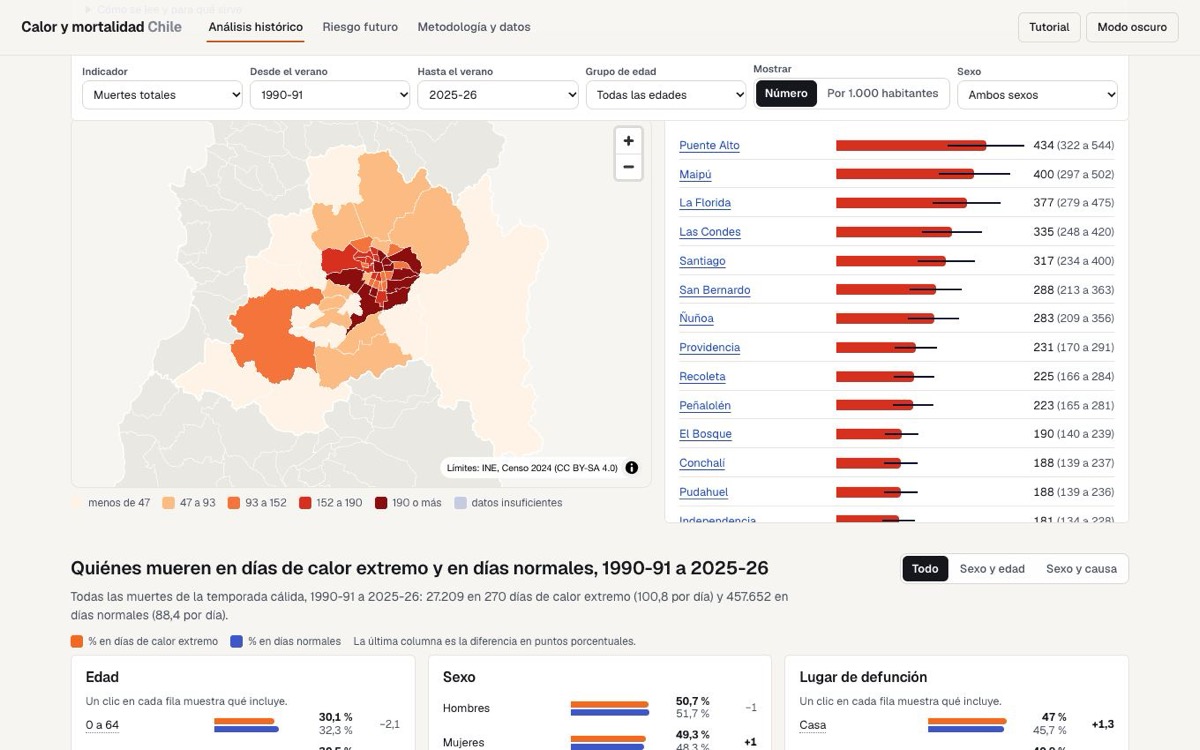 Cómo se lee y para qué sirve
Calor y mortalidad Chile
Análisis histórico
Riesgo futuro
Metodología y datos
Tutorial
Modo oscuro
Indicador
Desde el verano
Hasta el verano
Grupo de edad
Mostrar
Sexo
Muertes totales
1990-91
2025-26
Todas las edades
Número
Por 1.000 habitantes
Ambos sexos
+
−
Límites: INE, Censo 2024 (CC BY-SA 4.0)
menos de 47
47 a 93
93 a 152
152 a 190
190 o más
datos insuficientes
Puente Alto 434 (322 a 544)
Maipú 400 (297 a 502)
La Florida 377 (279 a 475)
Las Condes 335 (248 a 420)
Santiago 317 (234 a 400)
San Bernardo 288 (213 a 363)
Ñuñoa 283 (209 a 356)
Providencia 231 (170 a 291)
Recoleta 225 (166 a 284)
Peñalolén 223 (165 a 281)
El Bosque 190 (140 a 239)
Conchalí 188 (139 a 237)
Pudahuel 188 (139 a 236)
Independencia 181 (134 a 228)
Quiénes mueren en días de calor extremo y en días normales, 1990-91 a 2025-26
Todo
Sexo y edad
Sexo y causa
Todas las muertes de la temporada cálida, 1990-91 a 2025-26: 27.209 en 270 días de calor extremo (100,8 por día) y 457.652 en
días normales (88,4 por día).
% en días de calor extremo
% en días normales
La última columna es la diferencia en puntos porcentuales.
Edad
Un clic en cada fila muestra qué incluye.
0 a 64
30,1 %
32,3 %
−2,1
Sexo
Hombres
50,7 %
51,7 %
−1
Mujeres
49,3 %
48,3 %
+1
Lugar de defunción
Un clic en cada fila muestra qué incluye.
Casa
47 %
45,7 %
+1,3